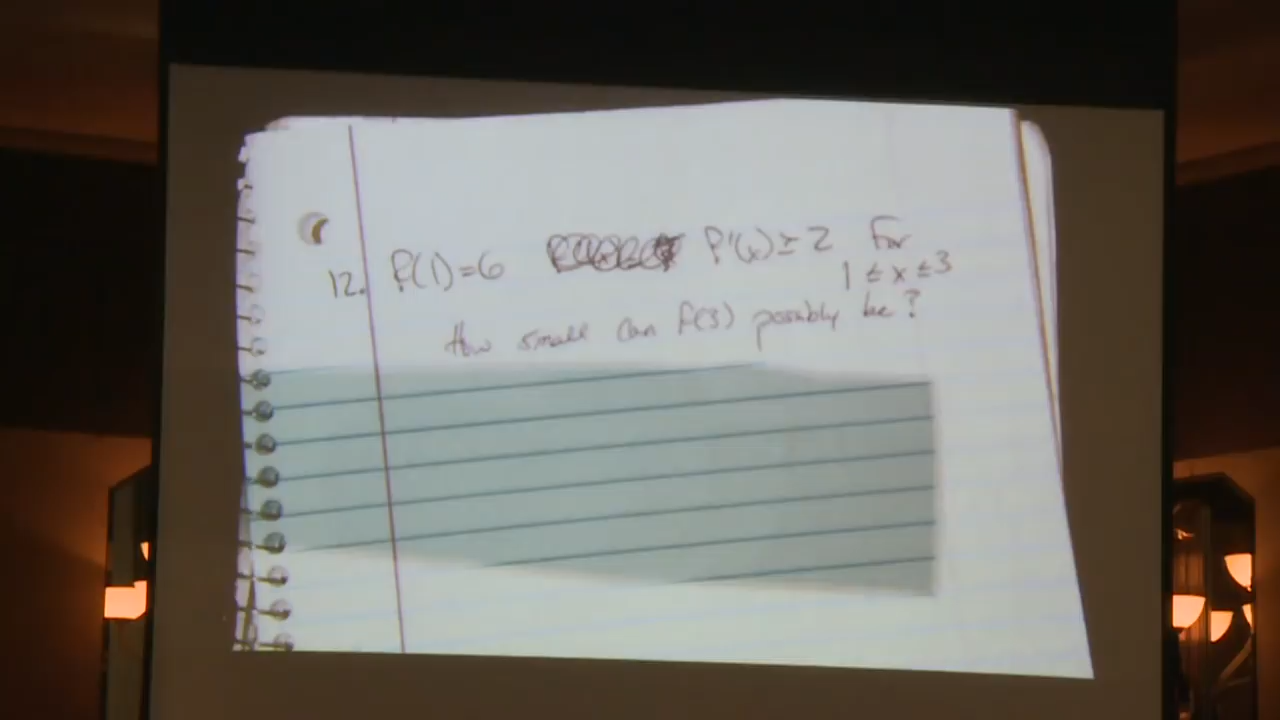 12. f(1)=6 f'(x) ≥ 2 for
1 ≤ x ≤ 3
How small can f(3) possibly be?